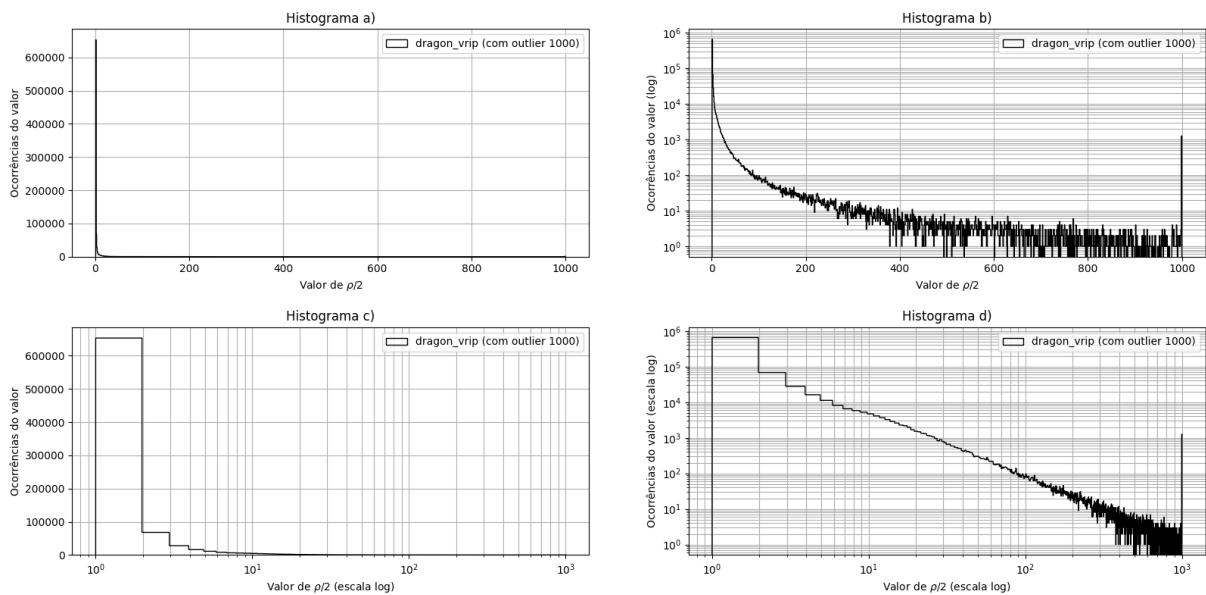 Histograma a)
dragon_vrip (com outlier 1000)
Ocorrências do valor
600000
500000
400000
300000
200000
100000
0
0 200 400 600 800 1000
Valor de ρ/2
Histograma b)
dragon_vrip (com outlier 1000)
Ocorrências do valor (log)
10⁶
10⁵
10⁴
10³
10²
10¹
10⁰
0 200 400 600 800 1000
Valor de ρ/2
Histograma c)
dragon_vrip (com outlier 1000)
Ocorrências do valor
600000
500000
400000
300000
200000
100000
0
10⁰ 10¹ 10² 10³
Valor de ρ/2 (escala log)
Histograma d)
dragon_vrip (com outlier 1000)
Ocorrências do valor (escala log)
10⁶
10⁵
10⁴
10³
10²
10¹
10⁰
10⁰ 10¹ 10² 10³
Valor de ρ/2 (escala log)